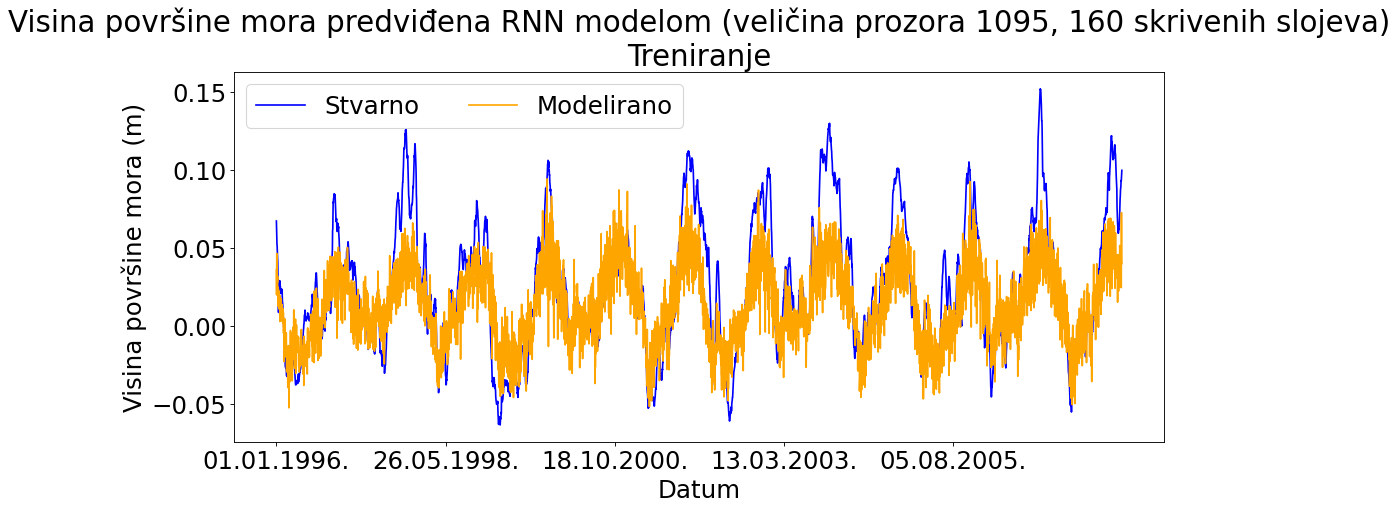 Visina površine mora predviđena RNN modelom (veličina prozora 1095, 160 skrivenih slojeva)
Treniranje
Stvarno Modelirano
Visina površine mora (m)
0.15
0.10
0.05
0.00
−0.05
01.01.1996. 26.05.1998. 18.10.2000. 13.03.2003. 05.08.2005.
Datum